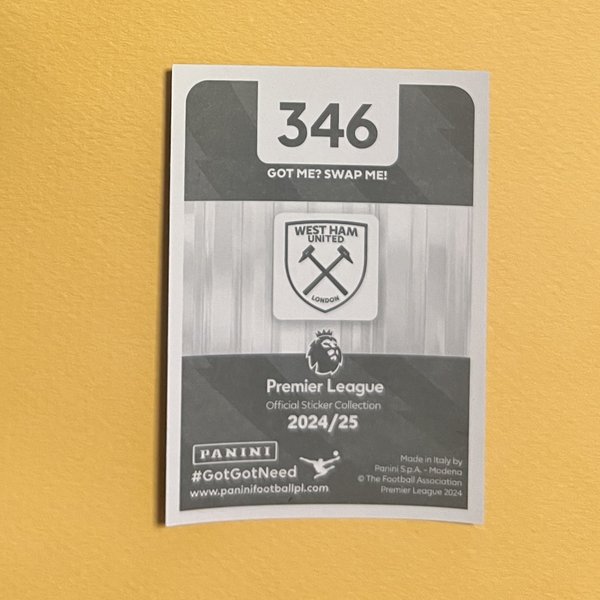 346
GOT ME? SWAP ME!
WEST HAM
UNITED
LONDON
Premier League
Official Sticker Collection
2024/25
PANINI
#GotGotNeed
www.paninifootballpl.com
Made in Italy by
Panini S.p.A. - Modena
© The Football Association
Premier League 2024